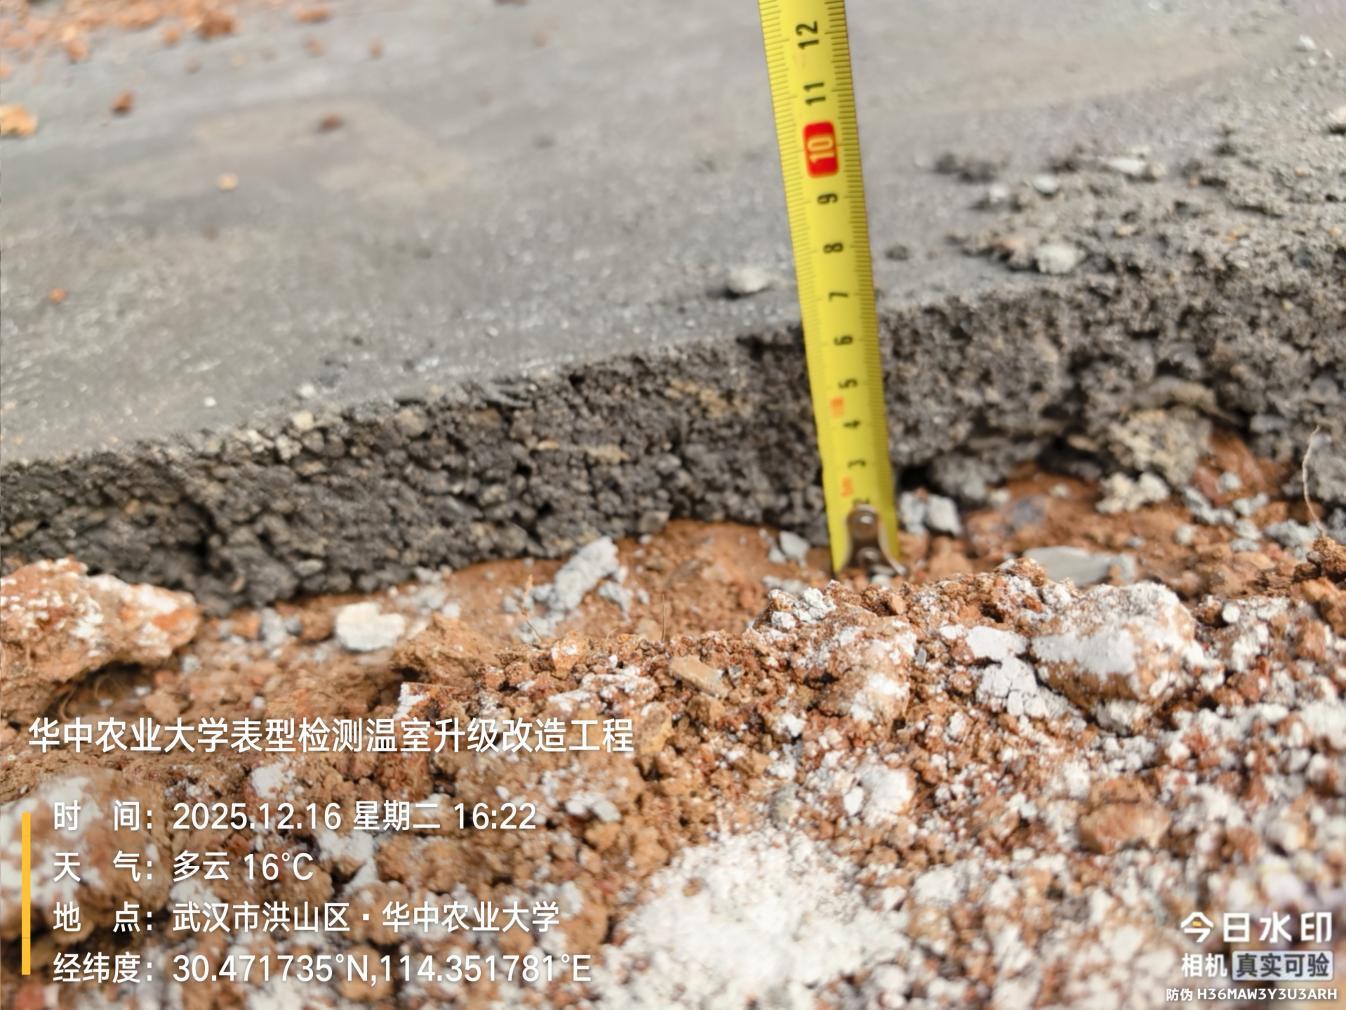 12
11
10
9
8
7
6
5
4
3
2
华中农业大学表型检测温室升级改造工程
时 间：2025.12.16 星期二 16:22
天 气：多云 16℃
地 点：武汉市洪山区·华中农业大学
经纬度：30.471735°N,114.351781°E
今日水印
相机 真实可验
防伪 H36MAW3Y3U3ARH